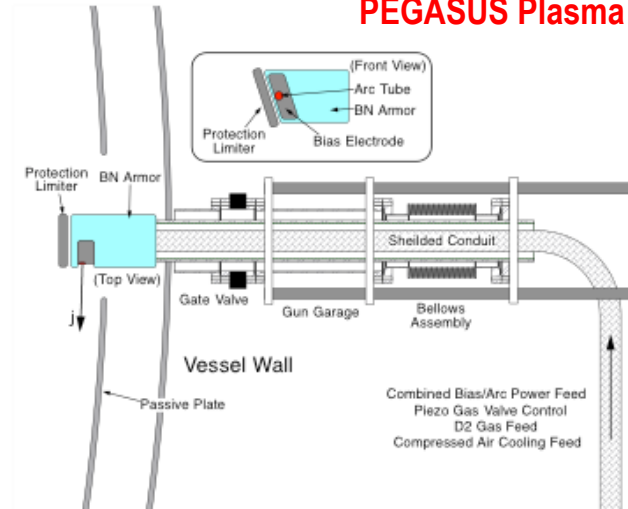 PEGASUS Plasma
(Front View)
Arc Tube
BN Armor
Protection
Limiter
Bias Electrode
Protection
Limiter
BN Armor
Sheilded Conduit
(Top View)
Gate Valve
Gun Garage
Bellows
Assembly
j
Vessel Wall
Passive Plate
Combined Bias/Arc Power Feed
Piezo Gas Valve Control
D2 Gas Feed
Compressed Air Cooling Feed